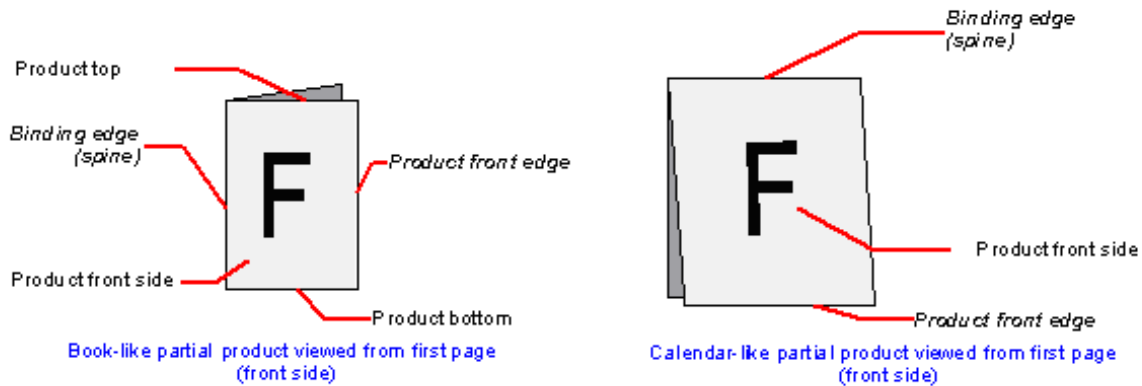 Product top
Binding edge
(spine)
F
Product front edge
Product front side
Product bottom
Book-like partial product viewed from first page
(front side)
Binding edge
(spine)
F
Product front side
Product front edge
Calendar-like partial product viewed from first page
(front side)